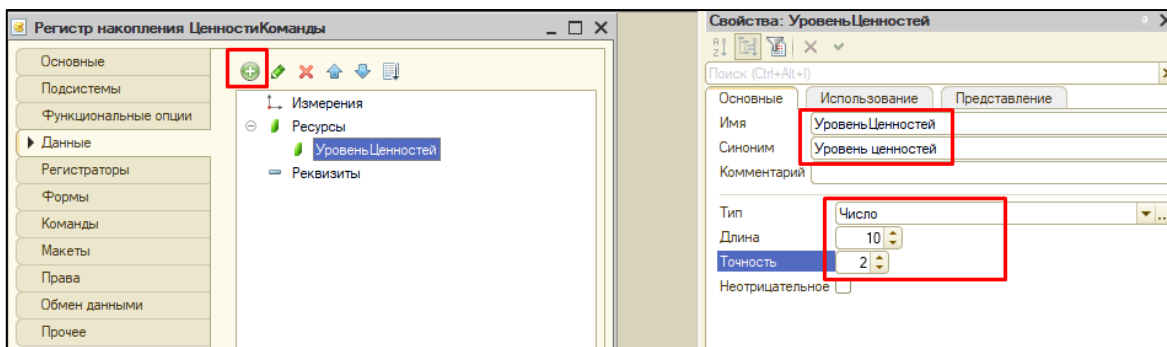 Регистр накопления ЦенностиКоманды
Основные
Подсистемы
Функциональные опции
Данные
Регистраторы
Формы
Команды
Макеты
Права
Обмен данными
Прочее
Измерения
Ресурсы
УровеньЦенностей
Реквизиты
Свойства: УровеньЦенностей
Поиск (Ctrl+Alt+I)
Основные Использование Представление
Имя УровеньЦенностей
Синоним Уровень ценностей
Комментарий
Тип Число
Длина 10
Точность 2
Неотрицательное